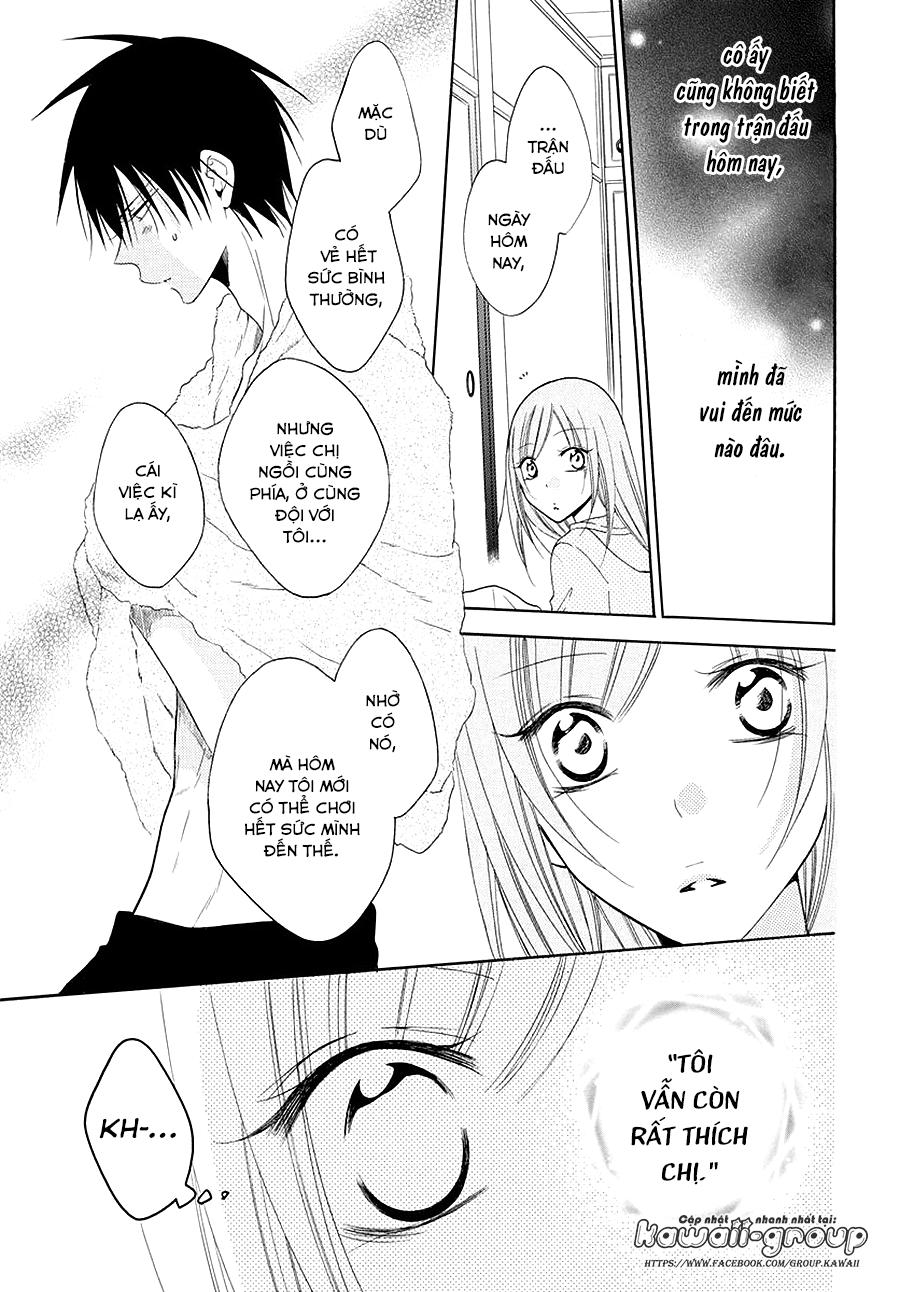 cô ấy
cũng không biết
trong trận đấu
hôm nay,
mình đã
vui đến mức
nào đâu.
...
TRẬN
ĐẤU
NGÀY
HÔM
NAY,
MẶC
DÙ
CÓ
VẺ HẾT
SỨC BÌNH
THƯỜNG,
NHƯNG
VIỆC CHỊ
NGỒI CÙNG
PHÍA, Ở CÙNG
ĐỘI VỚI
TÔI...
CÁI
VIỆC KÌ
LẠ ẤY,
NHỜ
CÓ
NÓ,
MÀ HÔM
NAY TÔI MỚI
CÓ THỂ CHƠI
HẾT SỨC MÌNH
ĐẾN THẾ.
"TÔI
VẪN CÒN
RẤT THÍCH
CHỊ."
KH-...
Cập nhật nhanh nhất tại:
kawaii-group
HTTPS://WWW.FACEBOOK.COM/GROUP.KAWAII